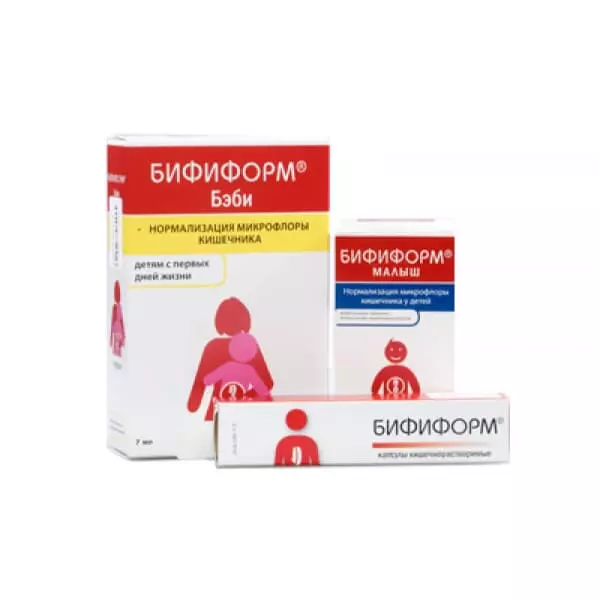 БИФИФОРМ®
Бэби
- НОРМАЛИЗАЦИЯ МИКРОФЛОРЫ
КИШЕЧНИКА
детям с первых
дней жизни
7 мл
БИФИФОРМ®
МАЛЫШ
Нормализация микрофлоры
кишечника у детей
БИФИФОРМ®
капсулы кишечнорастворимые